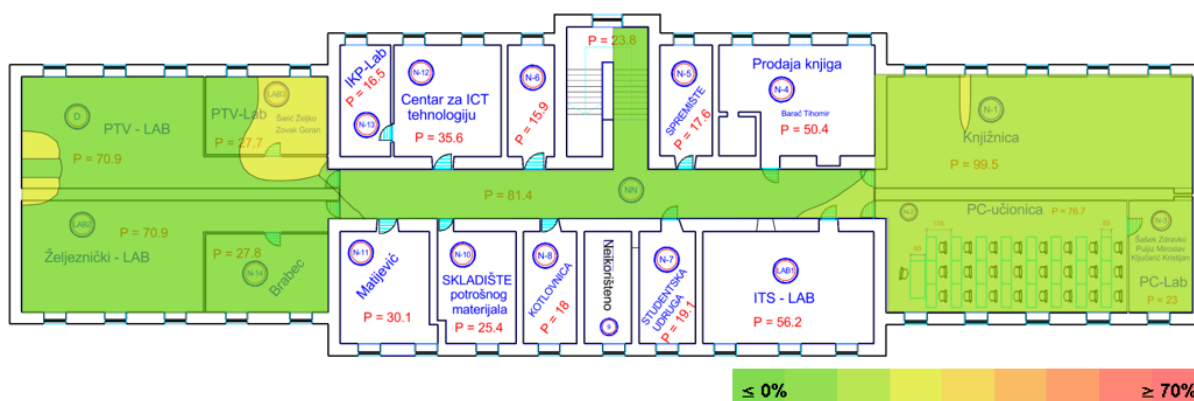 P = 23.8
IKP-Lab
P = 16.5
N-13
N-12
Centar za ICT
tehnologiju
P = 35.6
N-6
P = 15.9
N-5
SPREMIŠTE
P = 17.6
Prodaja knjiga
N-4
Barać Tihomir
P = 50.4
D
PTV - LAB
P = 70.9
PTV-Lab
P = 27.7
LAB3
Šarić Željko
Zovak Goran
N-1
Knjižnica
P = 99.5
P = 81.4
NN
LAB2
P = 70.9
Željeznički - LAB
P = 27.8
N-14
Brabec
N-11
Matijević
P = 30.1
N-10
SKLADIŠTE
potrošnog
materijala
P = 25.4
N-8
KOTLOVNICA
P = 18
Neikorišteno
9
N-7
STUDENTSKA
UDRUGA
P = 19.1
LAB1
ITS - LAB
P = 56.2
N-2
PC-učionica
P = 76.7
N-3
Šašek Zdravko
Puljiz Miroslav
Ključarić Kristijan
PC-Lab
P = 23
≤ 0%
≥ 70%